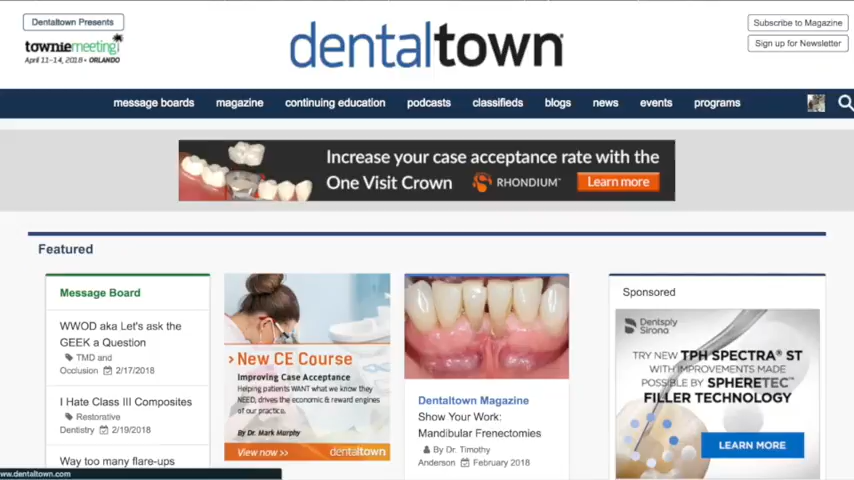 Dentaltown Presents
towniemeeting
April 11–14, 2018 • ORLANDO
dentaltown
Subscribe to Magazine
Sign up for Newsletter
message boards magazine continuing education podcasts classifieds blogs news events programs
Increase your case acceptance rate with the
One Visit Crown RHONDIUM™ Learn more
Featured
Message Board
WWOD aka Let's ask the
GEEK a Question
TMD and
Occlusion 2/17/2018
I Hate Class III Composites
Restorative
Dentistry 2/19/2018
Way too many flare-ups
› New CE Course
Improving Case Acceptance
Helping patients WANT what we know they
NEED, drives the economic & reward engines
of our practice.
By Dr. Mark Murphy
View now >> dentaltown
Dentaltown Magazine
Show Your Work:
Mandibular Frenectomies
By Dr. Timothy
Anderson February 2018
Sponsored
Dentsply
Sirona
TRY NEW TPH SPECTRA® ST
WITH IMPROVEMENTS MADE
POSSIBLE BY SPHERETEC™
FILLER TECHNOLOGY
LEARN MORE
www.dentaltown.com